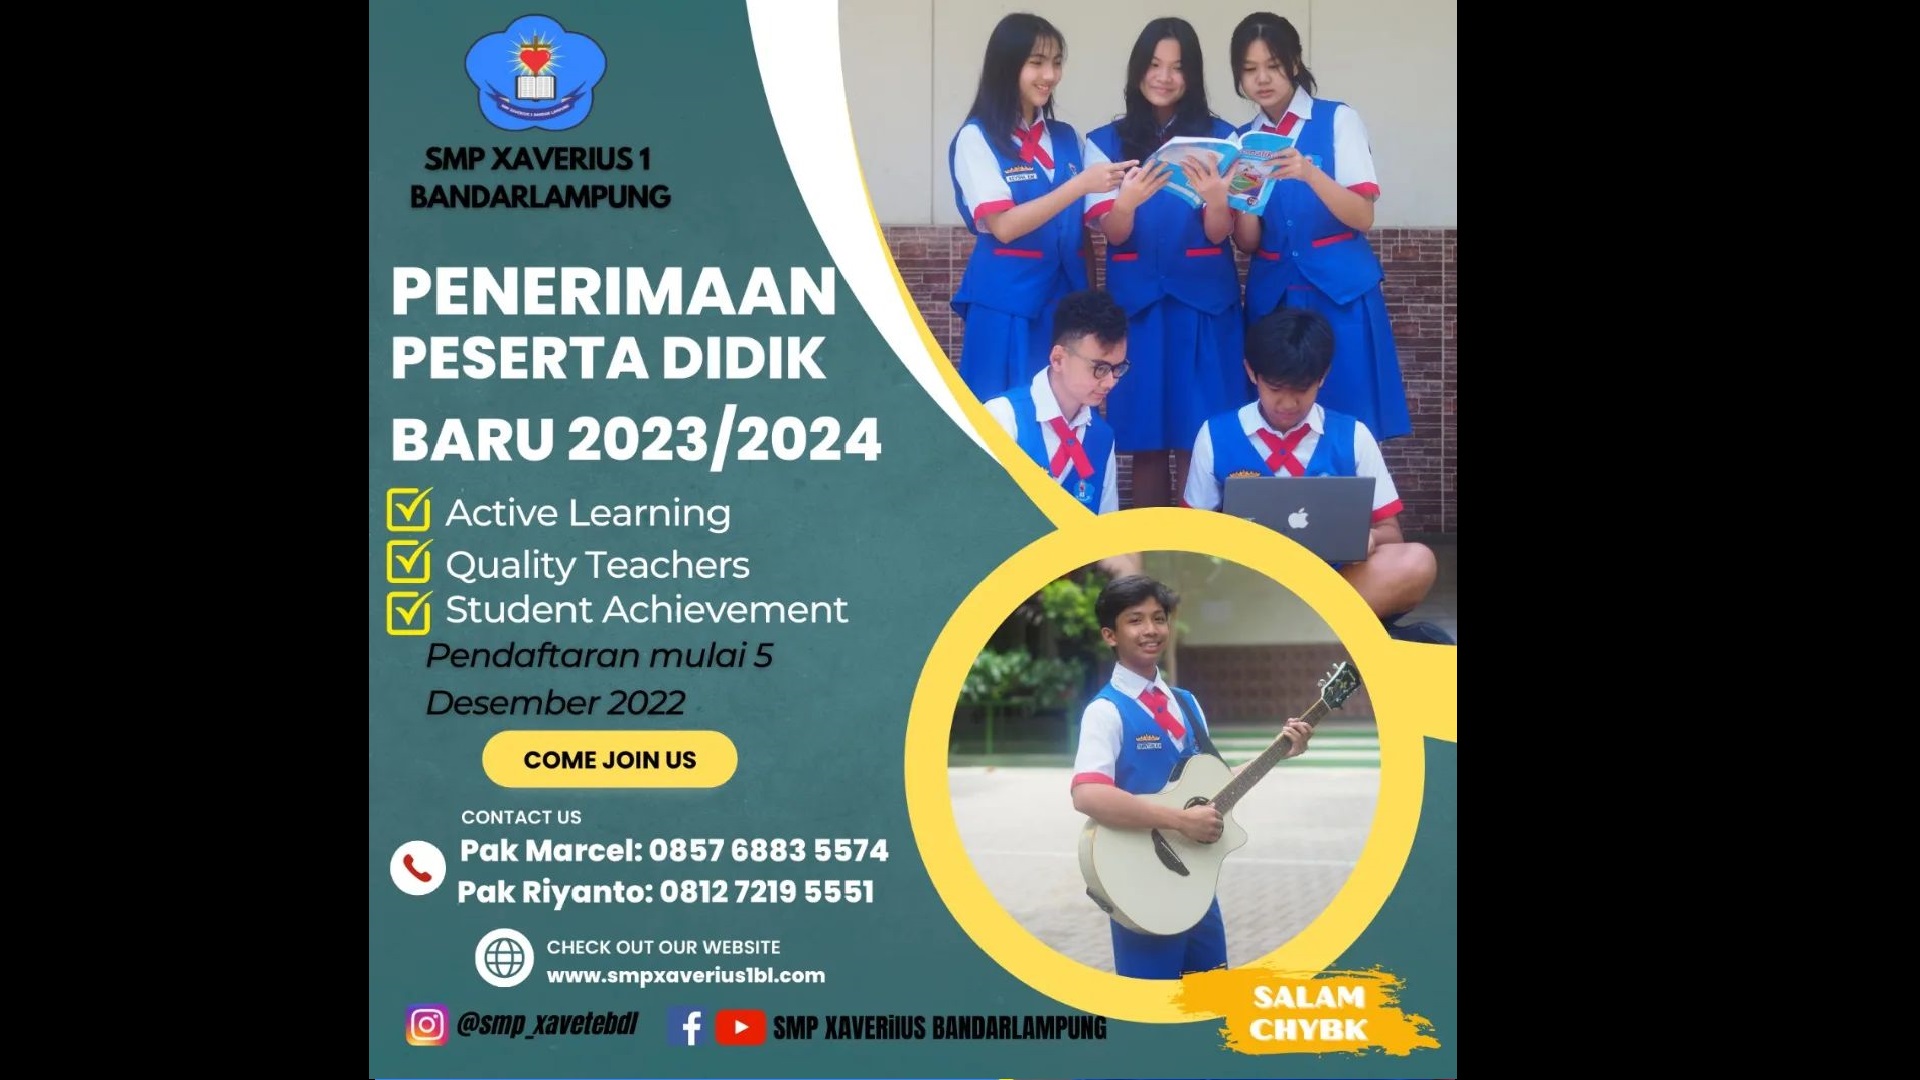 SMP XAVERIUS 1
BANDARLAMPUNG
PENERIMAAN
PESERTA DIDIK
BARU 2023/2024
Active Learning
Quality Teachers
Student Achievement
Pendaftaran mulai 5
Desember 2022
COME JOIN US
CONTACT US
Pak Marcel: 0857 6883 5574
Pak Riyanto: 0812 7219 5551
CHECK OUT OUR WEBSITE
www.smpxaverius1bl.com
@smp_xavetebdl
SMP XAVERiIUS BANDARLAMPUNG
SALAM
CHYBK